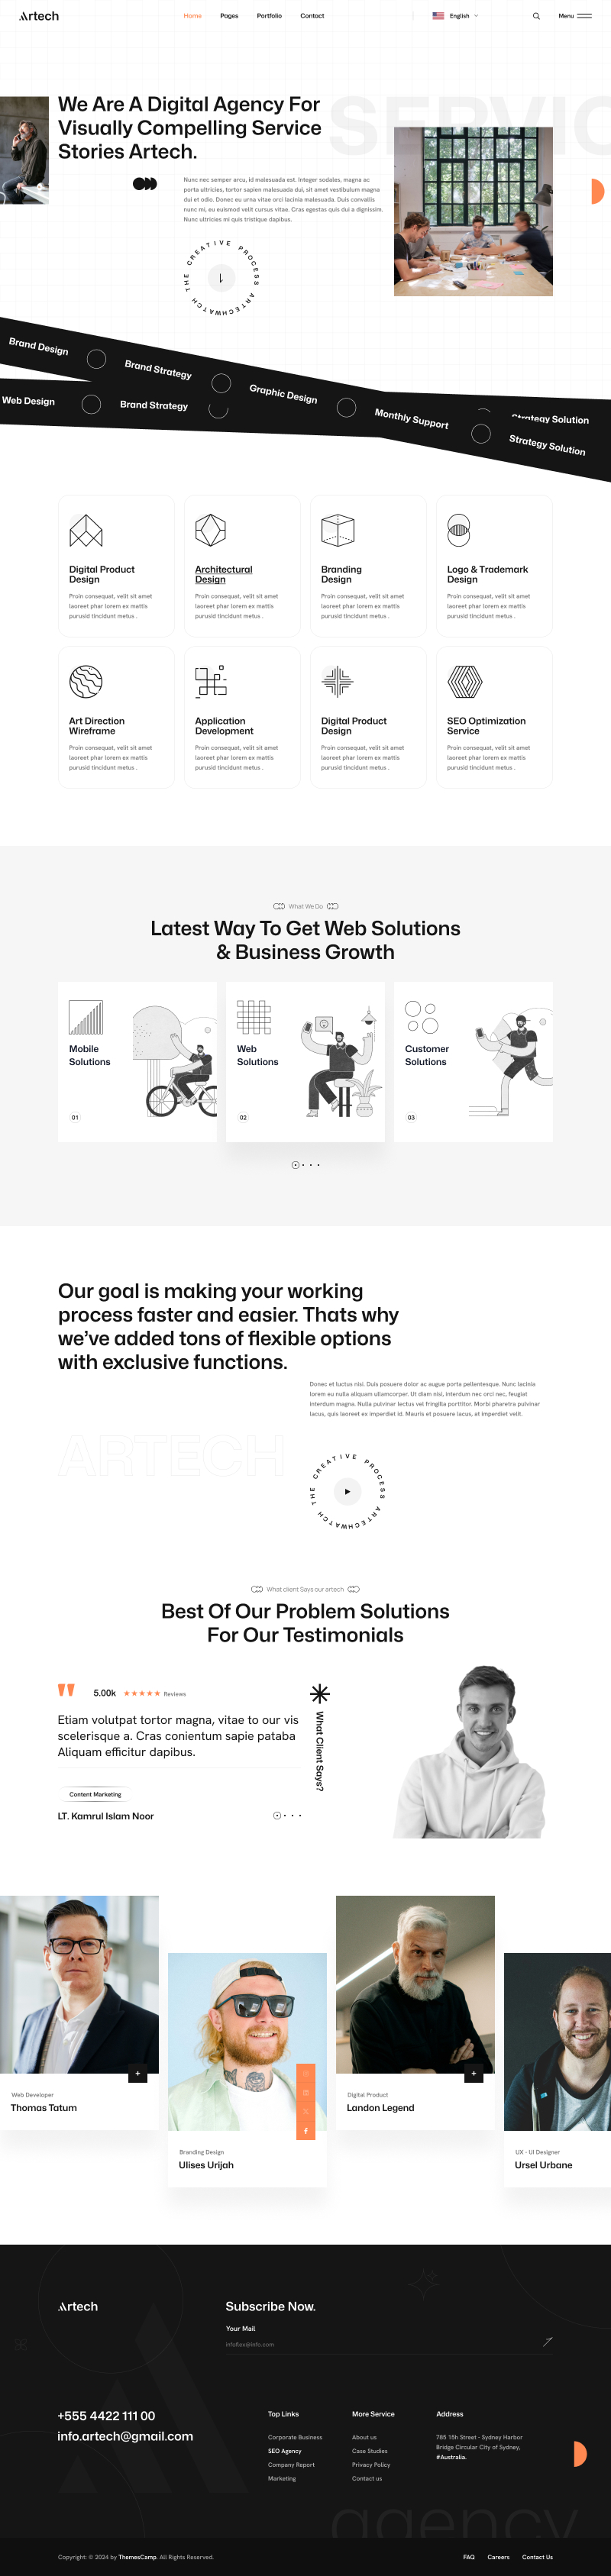 Artech
Home Pages Portfolio Contact
English
Menu
SERVIC
We Are A Digital Agency For
Visually Compelling Service
Stories Artech.
Nunc nec semper arcu, id malesuada est. Integer sodales, magna ac
porta ultricies, tortor sapien malesuada dui, sit amet vestibulum magna
dui et odio. Donec eu urna vitae orci lacinia malesuada. Duis convallis
nunc mi, eu euismod velit cursus vitae. Cras egestas quis dui a dignissim.
Nunc ultricies mi quis tristique dapibus.
THE CREATIVE PROCESS ARTECHWATCH
Brand Design Brand Strategy Graphic Design Monthly Support Strategy Solution
Web Design Brand Strategy Strategy Solution
Digital Product
Design
Proin consequat, velit sit amet
laoreet phar lorem ex mattis
purusid tincidunt metus .
Architectural
Design
Proin consequat, velit sit amet
laoreet phar lorem ex mattis
purusid tincidunt metus .
Branding
Design
Proin consequat, velit sit amet
laoreet phar lorem ex mattis
purusid tincidunt metus .
Logo & Trademark
Design
Proin consequat, velit sit amet
laoreet phar lorem ex mattis
purusid tincidunt metus .
Art Direction
Wireframe
Proin consequat, velit sit amet
laoreet phar lorem ex mattis
purusid tincidunt metus .
Application
Development
Proin consequat, velit sit amet
laoreet phar lorem ex mattis
purusid tincidunt metus .
Digital Product
Design
Proin consequat, velit sit amet
laoreet phar lorem ex mattis
purusid tincidunt metus .
SEO Optimization
Service
Proin consequat, velit sit amet
laoreet phar lorem ex mattis
purusid tincidunt metus .
What We Do
Latest Way To Get Web Solutions
& Business Growth
Mobile
Solutions
01
Web
Solutions
02
Customer
Solutions
03
Our goal is making your working
process faster and easier. Thats why
we've added tons of flexible options
with exclusive functions.
Donec et luctus nisi. Duis posuere dolor ac augue porta pellentesque. Nunc lacinia
lorem eu nulla aliquam ullamcorper. Ut diam nisi, interdum nec orci nec, feugiat
interdum magna. Nulla pulvinar lectus vel fringilla porttitor. Morbi pharetra pulvinar
lacus, quis laoreet ex imperdiet id. Mauris et posuere lacus, at imperdiet velit.
ARTECH
THE CREATIVE PROCESS ARTECHWATCH
What client Says our artech
Best Of Our Problem Solutions
For Our Testimonials
5.00k ★★★★★ Reviews
Etiam volutpat tortor magna, vitae to our vis
scelerisque a. Cras conientum sapie pataba
Aliquam efficitur dapibus.
Content Marketing
LT. Kamrul Islam Noor
What Client Says?
Web Developer
Thomas Tatum
Branding Design
Ulises Urijah
Digital Product
Landon Legend
UX - UI Designer
Ursel Urbane
Artech
Subscribe Now.
Your Mail
infoflex@info.com
+555 4422 111 00
info.artech@gmail.com
Top Links
Corporate Business
SEO Agency
Company Report
Marketing
More Service
About us
Case Studies
Privacy Policy
Contact us
Address
765 15h Street - Sydney Harbor
Bridge Circular City of Sydney,
#Australia.
agency
Copyright: © 2024 by ThemesCamp. All Rights Reserved.
FAQ Careers Contact Us